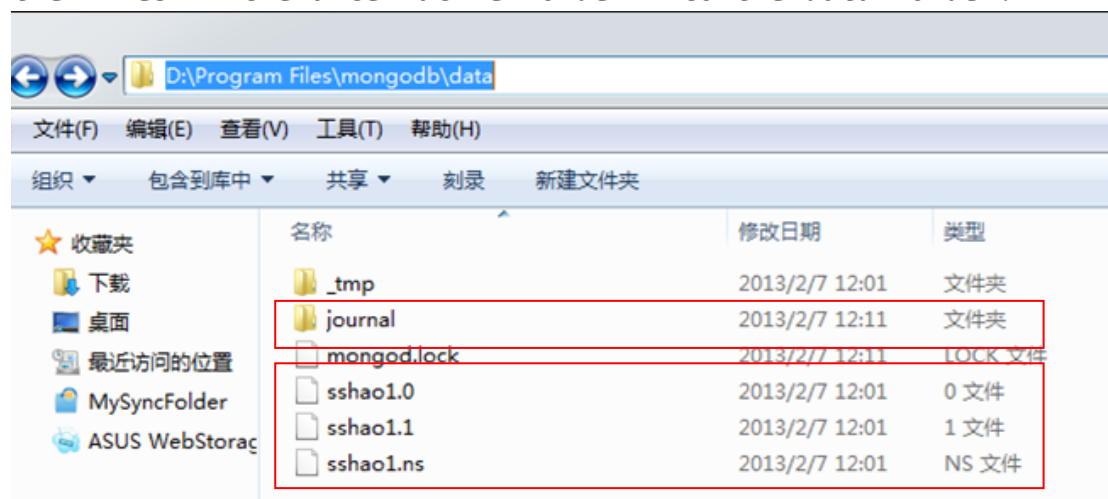 D:\Program Files\mongodb\data
文件(F) 编辑(E) 查看(V) 工具(T) 帮助(H)
组织 包含到库中 共享 刻录 新建文件夹
收藏夹
下载
桌面
最近访问的位置
MySyncFolder
ASUS WebStorag
名称 修改日期 类型
_tmp 2013/2/7 12:01 文件夹
journal 2013/2/7 12:11 文件夹
mongod.lock 2013/2/7 12:11 LOCK 文件
sshao1.0 2013/2/7 12:01 0 文件
sshao1.1 2013/2/7 12:01 1 文件
sshao1.ns 2013/2/7 12:01 NS 文件